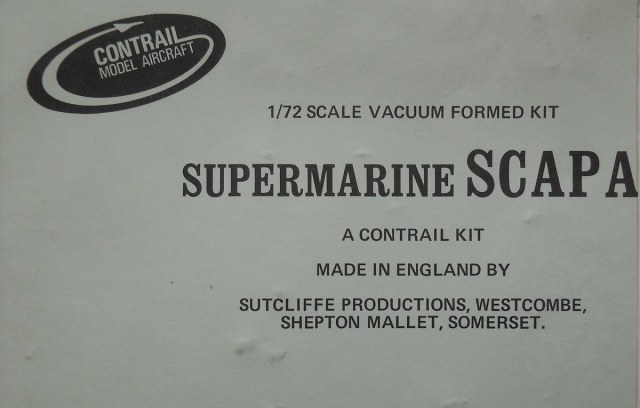 CONTRAIL
MODEL AIRCRAFT
1/72 SCALE VACUUM FORMED KIT
SUPERMARINE SCAPA
A CONTRAIL KIT
MADE IN ENGLAND BY
SUTCLIFFE PRODUCTIONS, WESTCOMBE,
SHEPTON MALLET, SOMERSET.